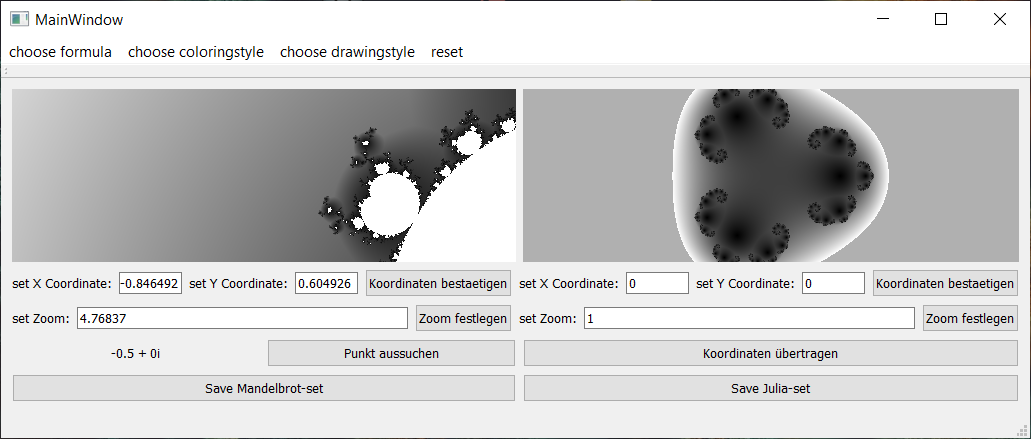 MainWindow
choose formula choose coloringstyle choose drawingstyle reset
set X Coordinate: -0.846492 set Y Coordinate: 0.604926 Koordinaten bestaetigen set X Coordinate: 0 set Y Coordinate: 0 Koordinaten bestaetigen
set Zoom: 4.76837 Zoom festlegen set Zoom: 1 Zoom festlegen
-0.5 + 0i Punkt aussuchen Koordinaten übertragen
Save Mandelbrot-set Save Julia-set